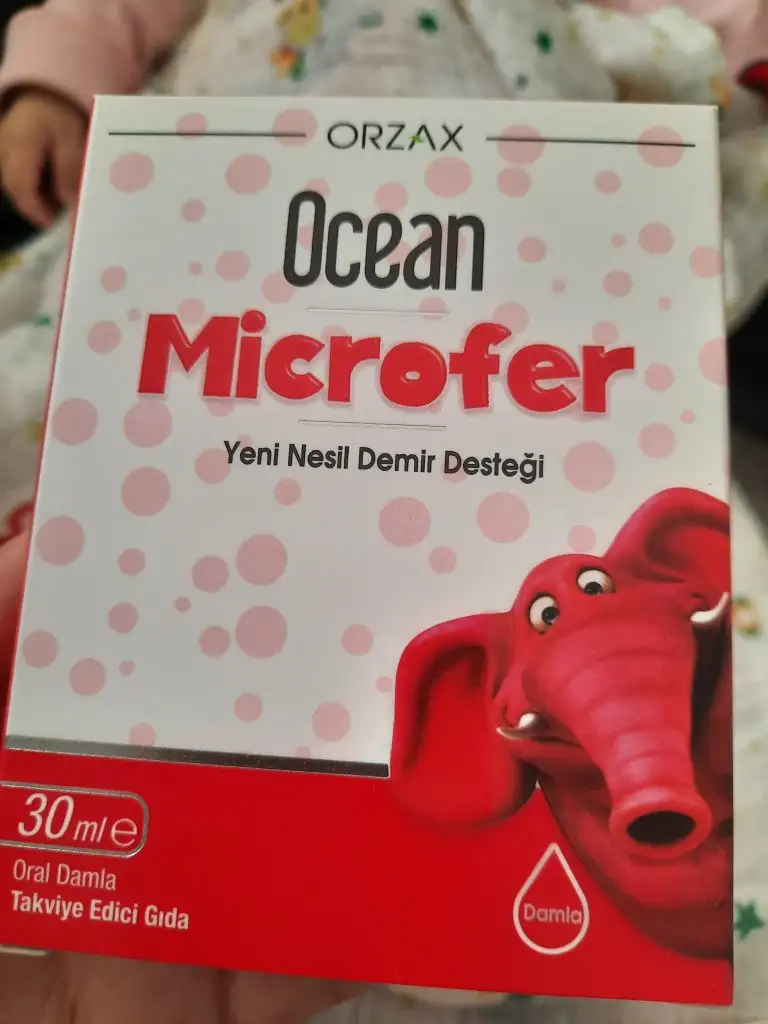 ORZAX
Ocean
Microfer
Yeni Nesil Demir Desteği
30 ml e
Oral Damla
Takviye Edici Gıda
Damla